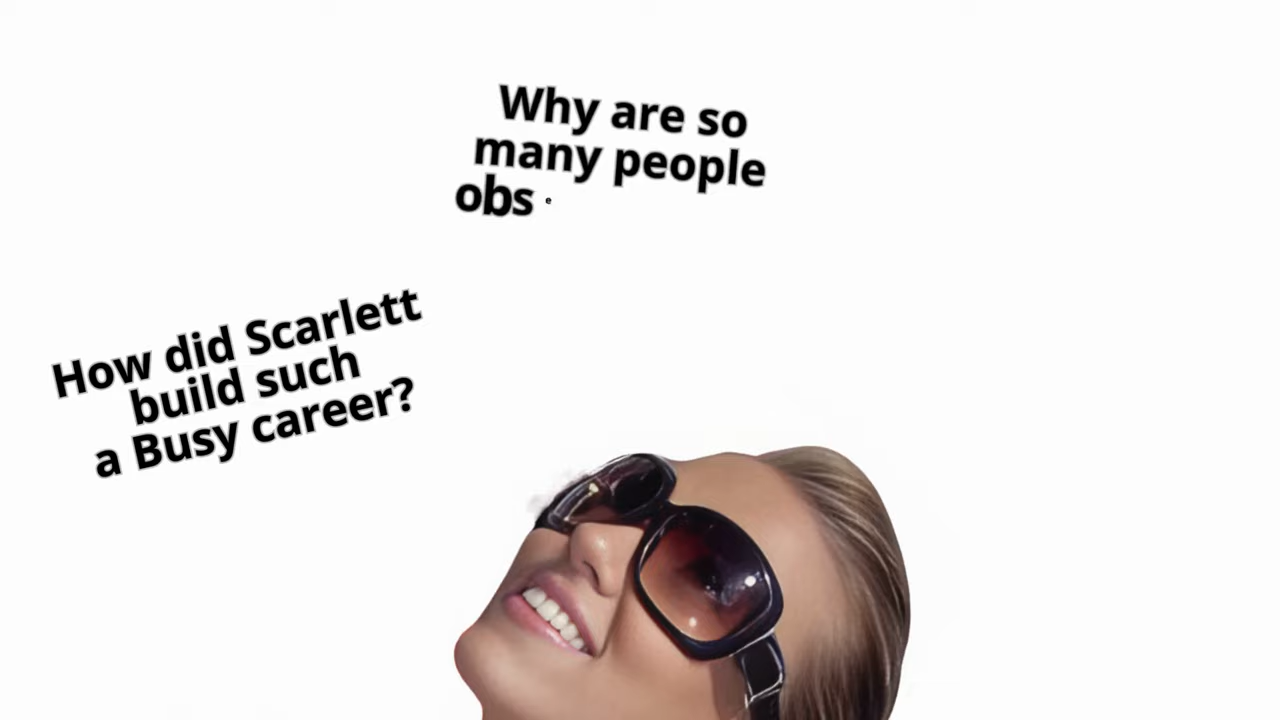 Why are so
many people
obs e
How did Scarlett
build such
a Busy career?